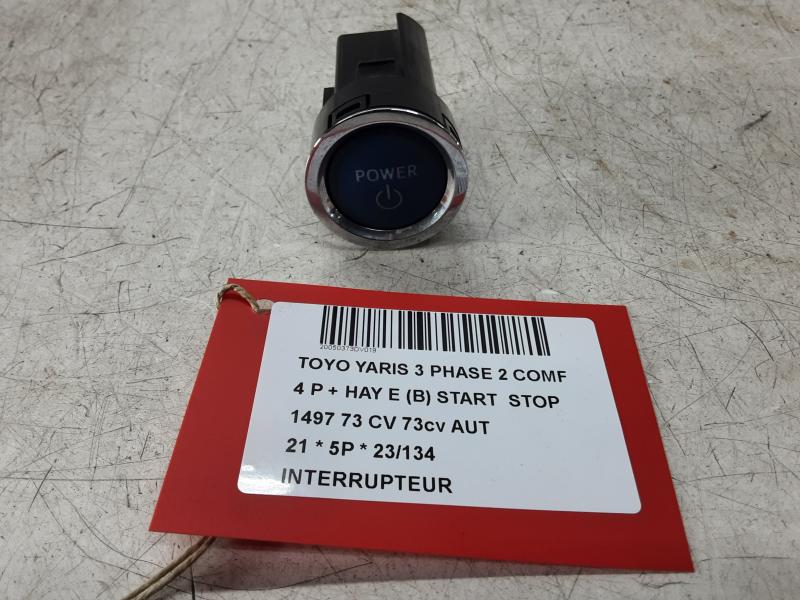 POWER
20050373DV019
TOYO YARIS 3 PHASE 2 COMF
4 P + HAY E (B) START STOP
1497 73 CV 73cv AUT
21 * 5P * 23/134
INTERRUPTEUR